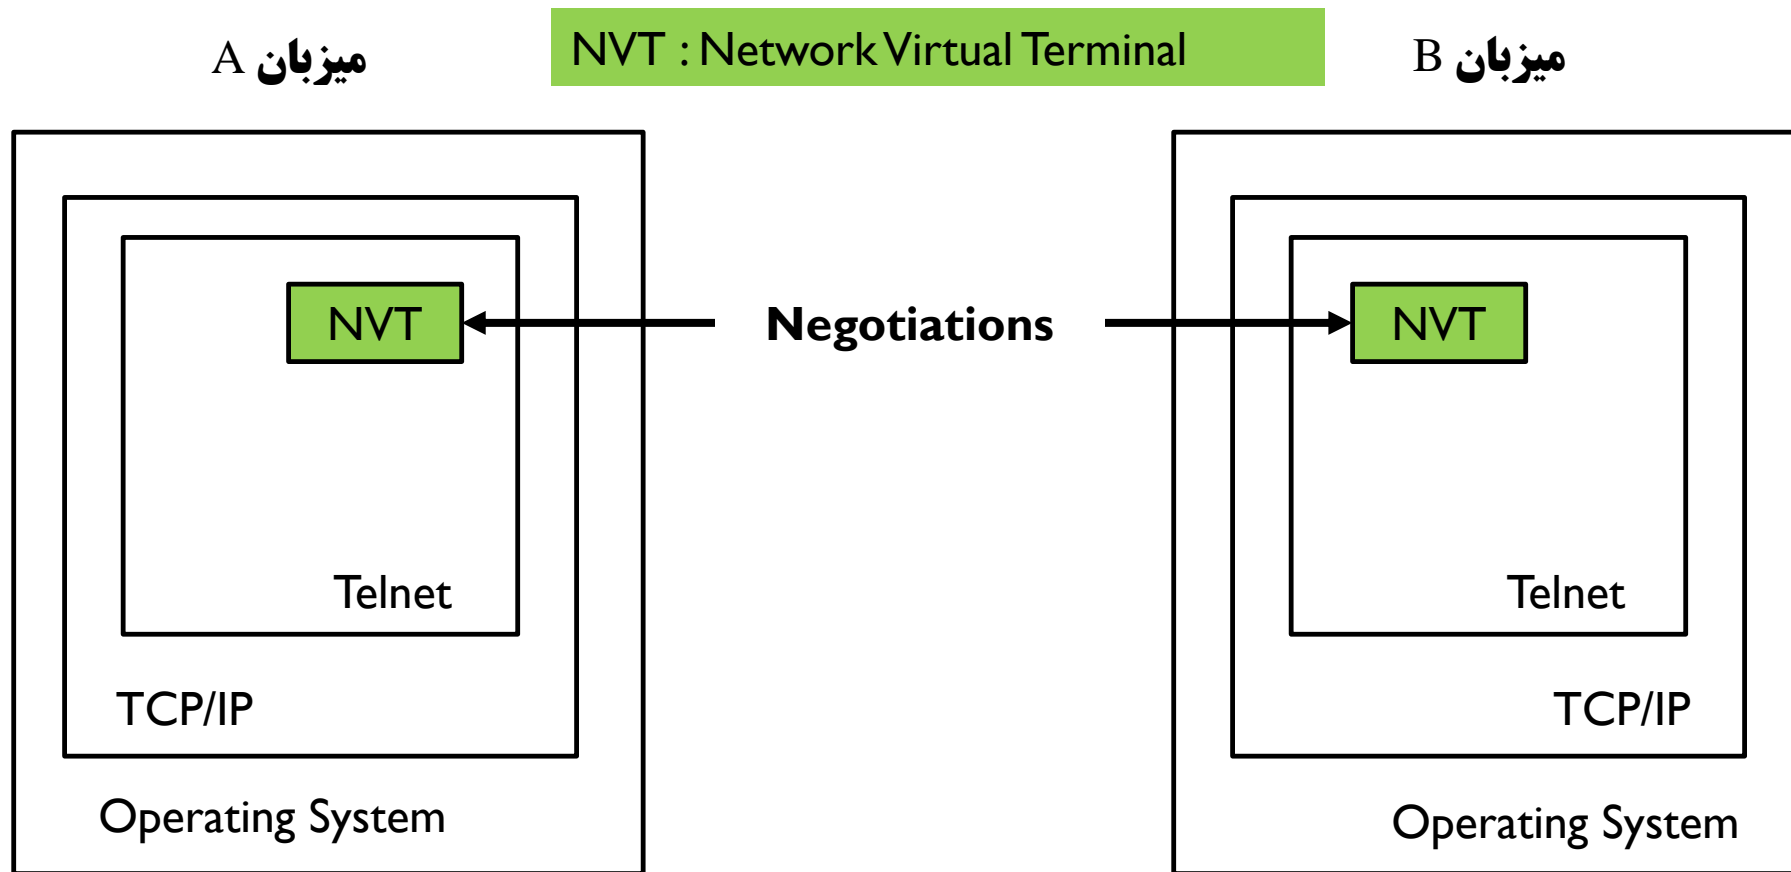 میزبان A
NVT : Network Virtual Terminal
میزبان B
NVT
Negotiations
NVT
Telnet
Telnet
TCP/IP
TCP/IP
Operating System
Operating System